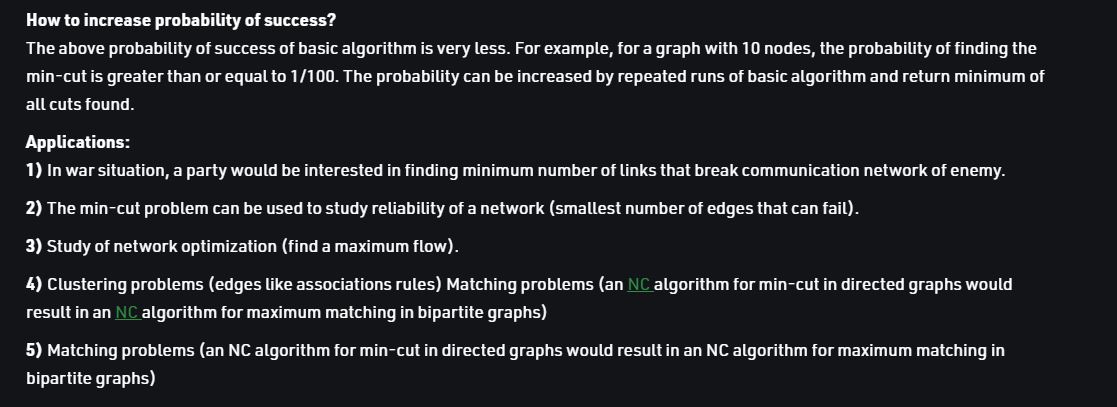 How to increase probability of success?
The above probability of success of basic algorithm is very less. For example, for a graph with 10 nodes, the probability of finding the
min-cut is greater than or equal to 1/100. The probability can be increased by repeated runs of basic algorithm and return minimum of
all cuts found.
Applications:
1) In war situation, a party would be interested in finding minimum number of links that break communication network of enemy.
2) The min-cut problem can be used to study reliability of a network (smallest number of edges that can fail).
3) Study of network optimization (find a maximum flow).
4) Clustering problems (edges like associations rules) Matching problems (an NC algorithm for min-cut in directed graphs would
result in an NC algorithm for maximum matching in bipartite graphs)
5) Matching problems (an NC algorithm for min-cut in directed graphs would result in an NC algorithm for maximum matching in
bipartite graphs)